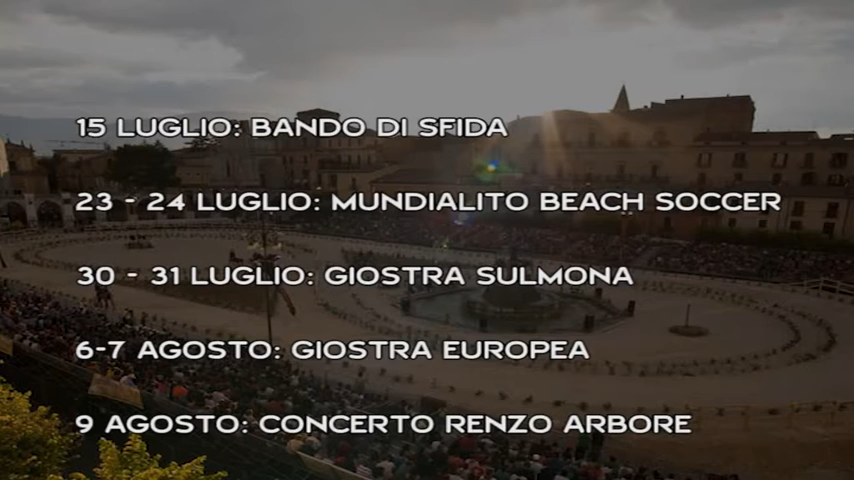 15 LUGLIO: BANDO DI SFIDA
23 - 24 LUGLIO: MUNDIALITO BEACH SOCCER
30 - 31 LUGLIO: GIOSTRA SULMONA
6-7 AGOSTO: GIOSTRA EUROPEA
9 AGOSTO: CONCERTO RENZO ARBORE